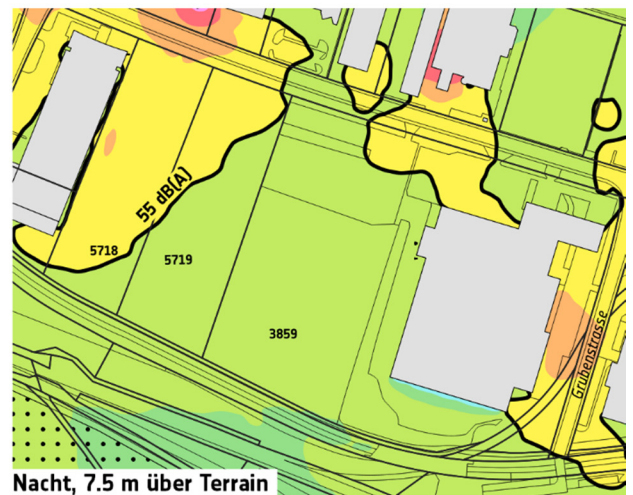 55 dB(A)
5718
5719
3859
Grubenstrasse
Nacht, 7.5 m über Terrain